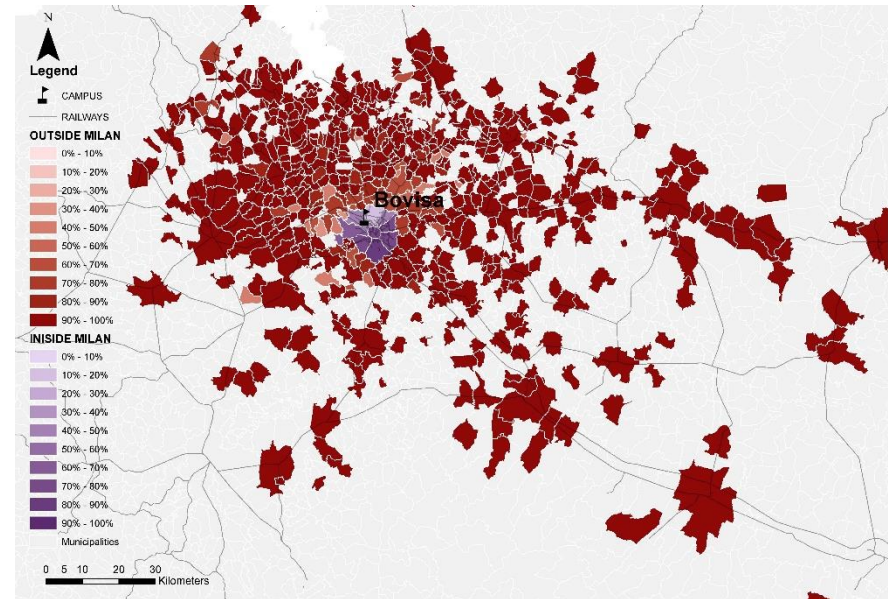 N
Legend
CAMPUS
RAILWAYS
OUTSIDE MILAN
0% - 10%
10% - 20%
20% - 30%
30% - 40%
40% - 50%
50% - 60%
60% - 70%
70% - 80%
80% - 90%
90% - 100%
INISIDE MILAN
0% - 10%
10% - 20%
20% - 30%
30% - 40%
40% - 50%
50% - 60%
60% - 70%
70% - 80%
80% - 90%
90% - 100%
Municipalities
0 5 10 20 30
Kilometers
Bovisa